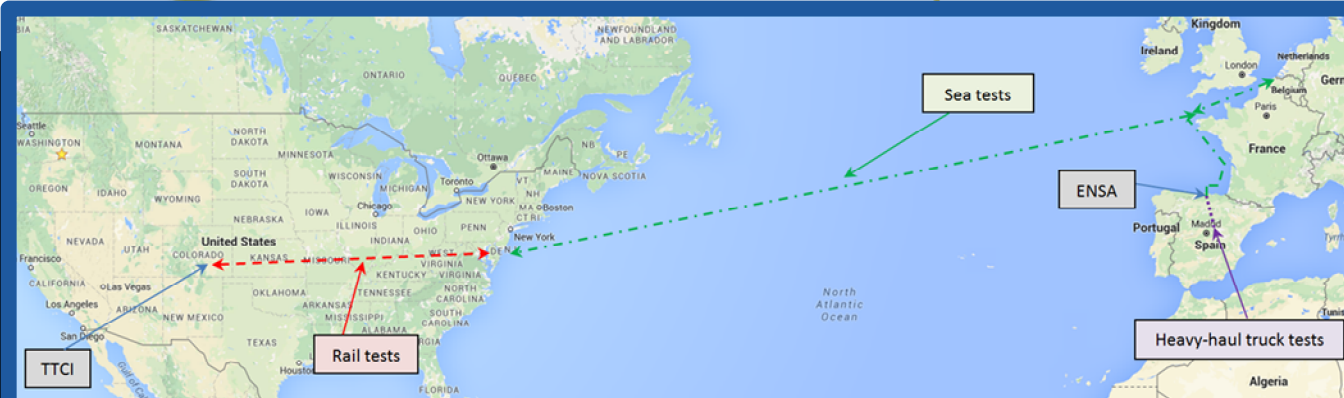 SASKATCHEWAN
NEWFOUNDLAND
AND LABRADOR
Kingdom
Ireland
London
Netherlands
Belgium
Paris
ONTARIO
QUEBEC
Sea tests
Seattle
WASHINGTON
MONTANA
NORTH
DAKOTA
MINNESOTA
Ottawa
NB
PE
MAINE
NOVA SCOTIA
France
OREGON
IDAHO
WYOMING
SOUTH
DAKOTA
WISCONSIN
MICHIGAN
Toronto
VT
NH
NEW YORK
MA
Boston
CT RI
ENSA
NEBRASKA
IOWA
Chicago
ILLINOIS
INDIANA
OHIO
PENN
New York
Portugal
Madrid
Spain
NEVADA
UTAH
United States
COLORADO
KANSAS
MISSOURI
WEST
VIRGINIA
KENTUCKY
VIRGINIA
Francisco
CALIFORNIA
Las Vegas
OKLAHOMA
TENNESSEE
NORTH
CAROLINA
North
Atlantic
Ocean
Los Angeles
ARIZONA
NEW MEXICO
ARKANSAS
MISSISSIPPI
SOUTH
CAROLINA
ALABAMA
San Diego
TEXAS
Rail tests
Heavy-haul truck tests
TTCI
Gulf of
FLORIDA
Algeria